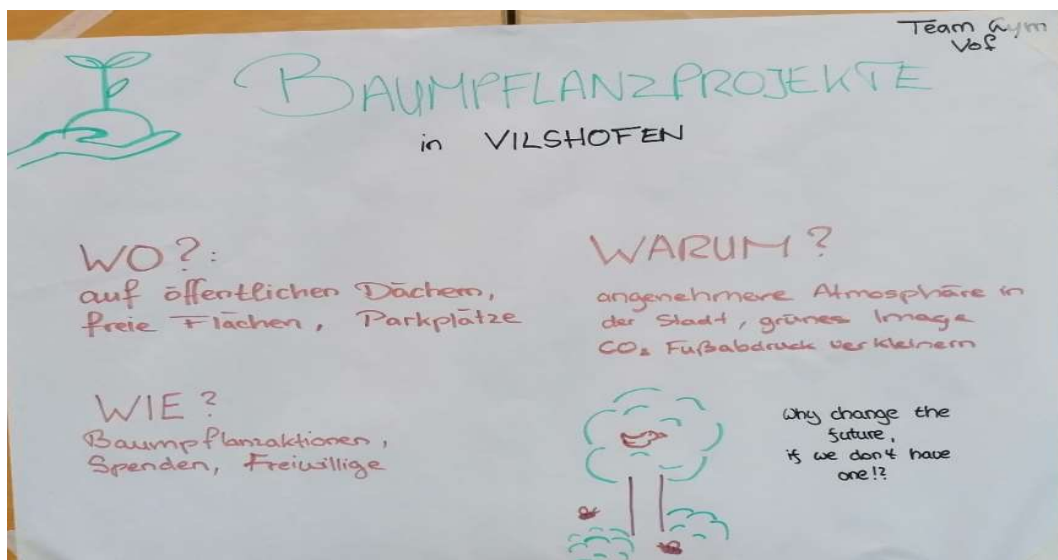 Team Gym
Vof
BAUMPFLANZPROJEKTE
in VILSHOFEN
WO?:
auf öffentlichen Dächern,
freie Flächen, Parkplätze
WARUM?
angenehmere Atmosphäre in
der Stadt, grünes Image
CO₂ Fußabdruck verkleinern
WIE?
Baumpflanzaktionen,
Spenden, Freiwillige
Why change the
future,
if we don't have
one!?